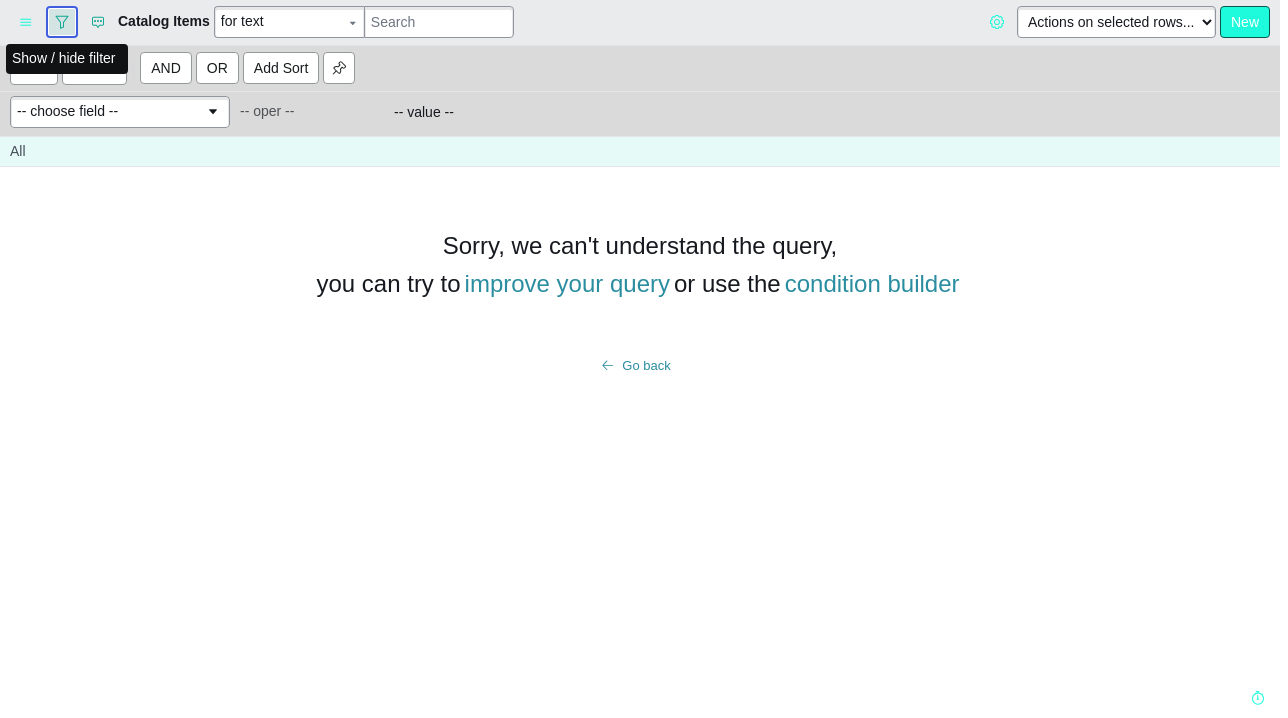 Catalog Items
for text
Search
Actions on selected rows...
New
Show / hide filter
AND
OR
Add Sort
-- choose field --
-- oper --
-- value --
All
Sorry, we can't understand the query,
you can try to improve your query or use the condition builder
Go back